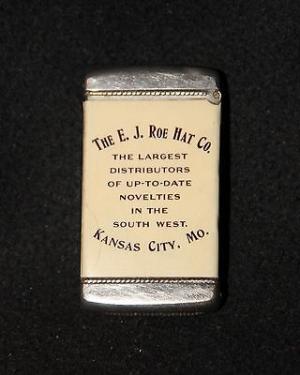 THE E. J. ROE HAT CO.
THE LARGEST
DISTRIBUTORS
OF UP-TO-DATE
NOVELTIES
IN THE
SOUTH WEST.
KANSAS CITY, MO.